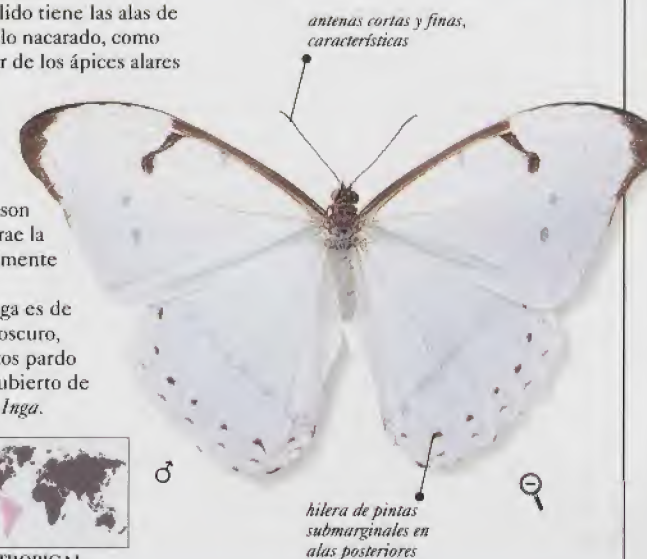 lido tiene las alas de
lo nacarado, como
r de los ápices alares
son
rae la
mente
ga es de
oscuro,
os pardo
ubierto de
Inga.
antenas cortas y finas,
características
♂
hilera de pintas
submarginales en
alas posteriores
TROPICAL